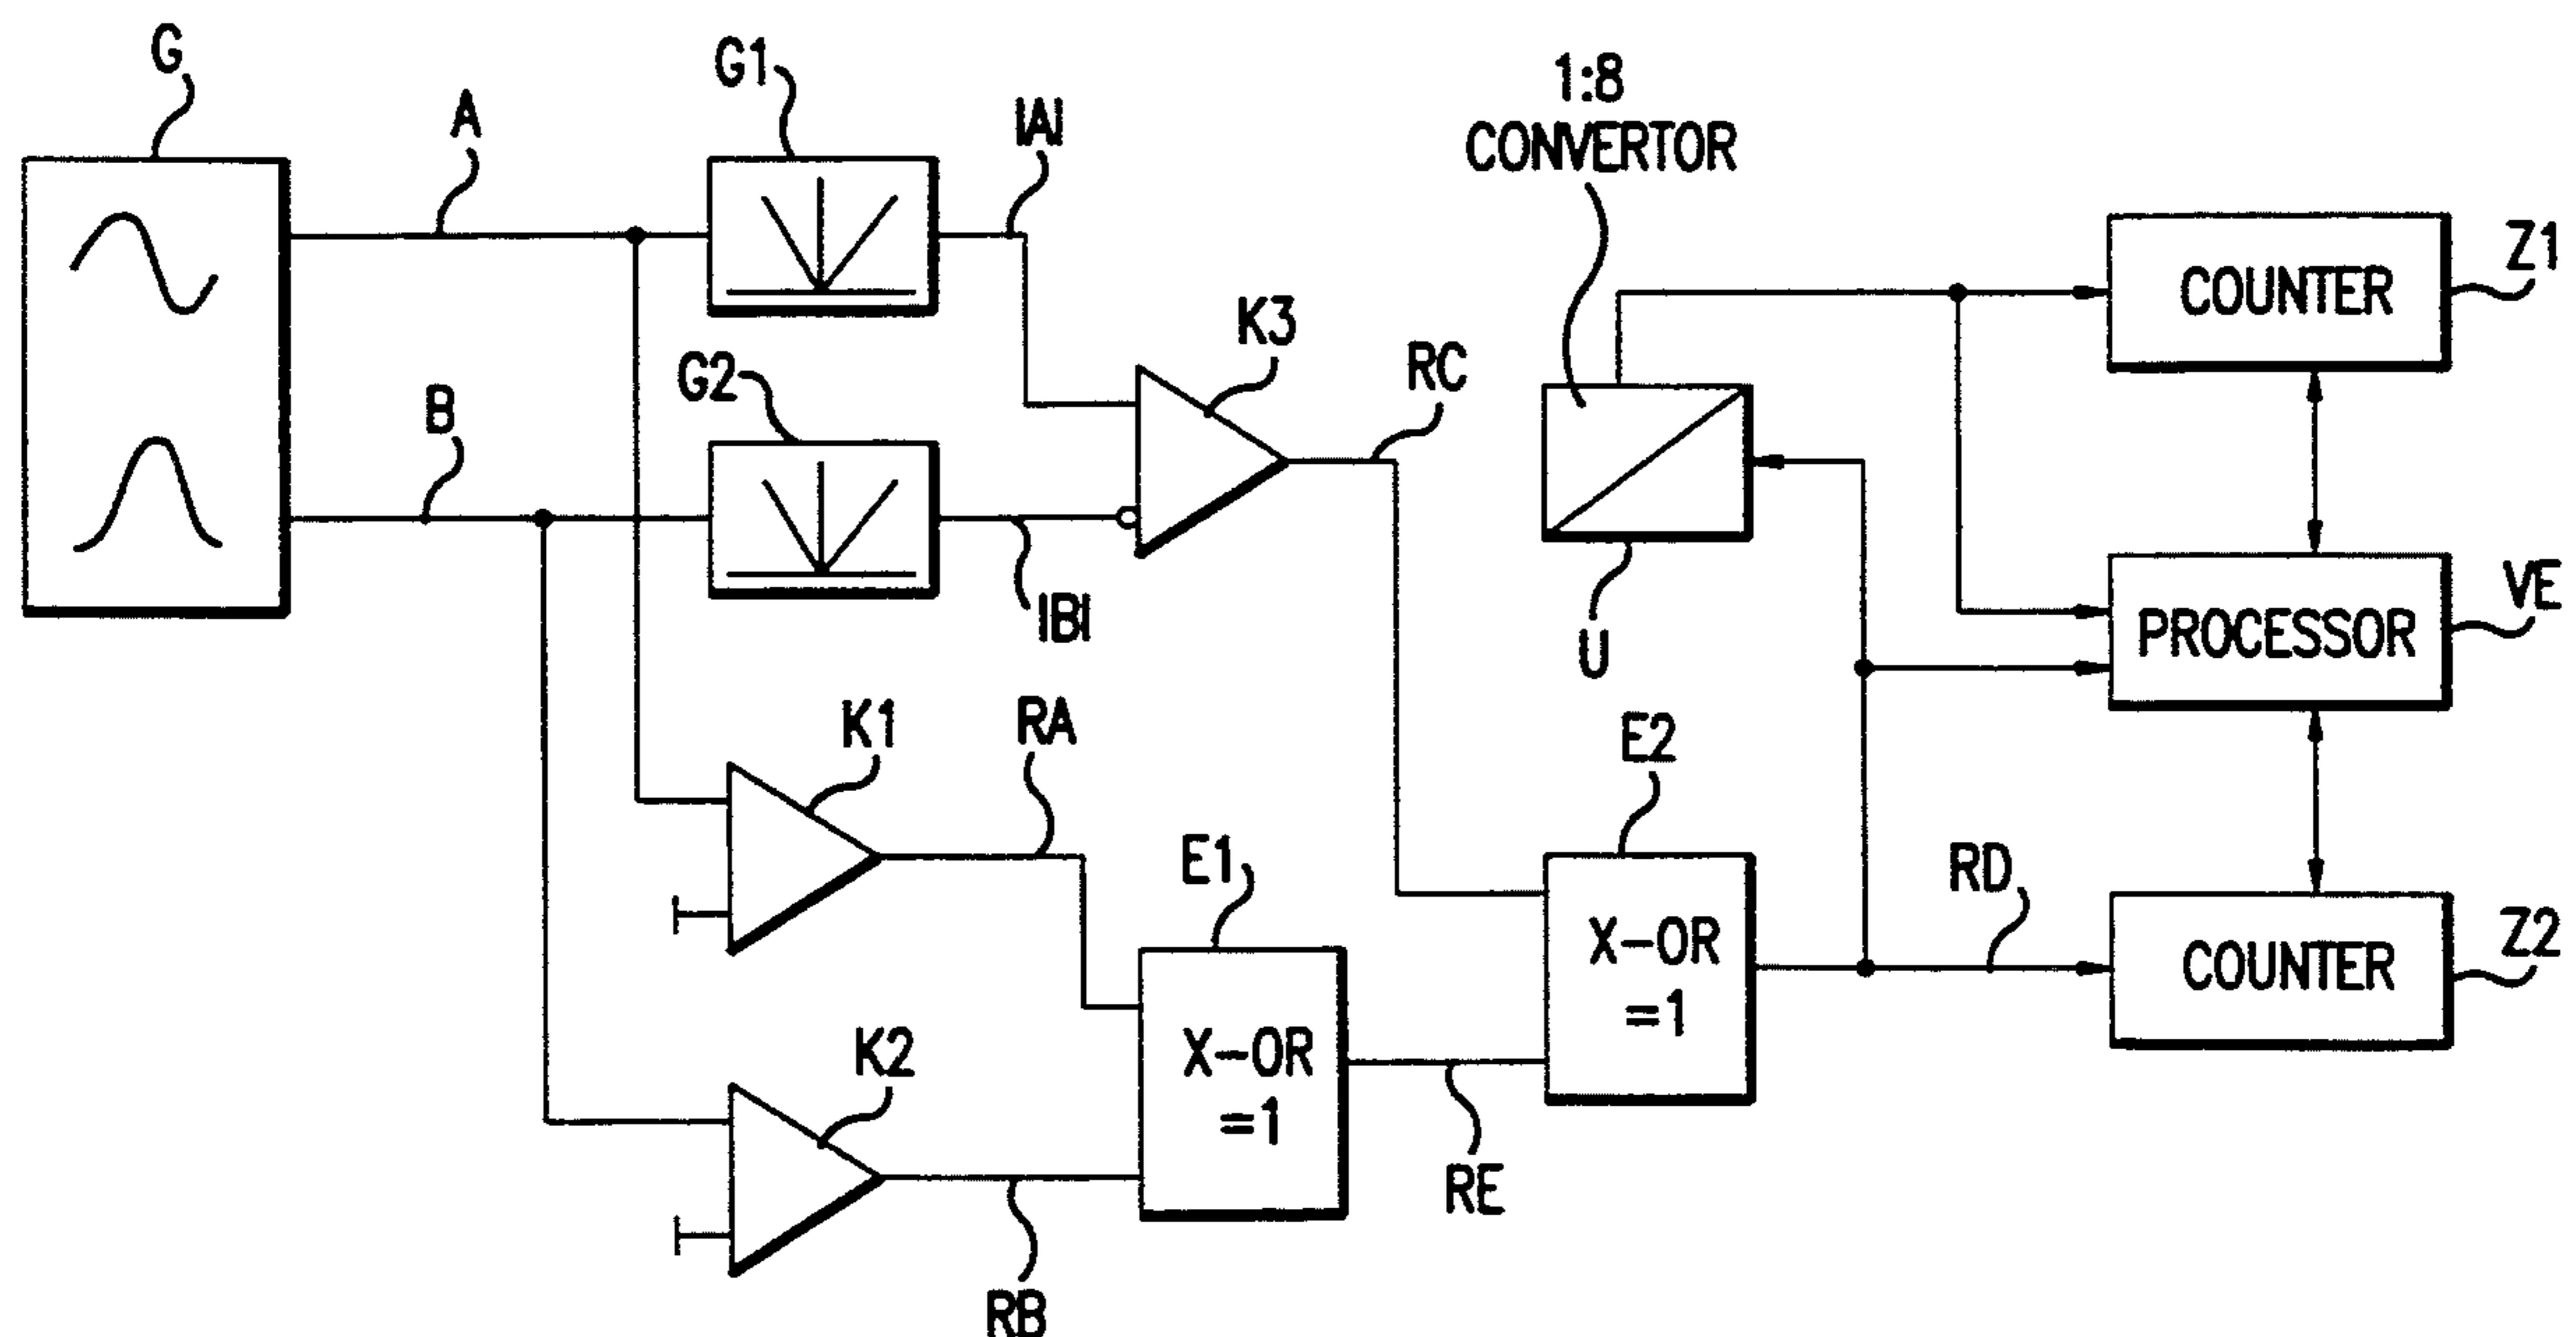 G
A
G1
|A|
1:8
CONVERTOR
COUNTER
Z1
K3
RC
G2
B
|B|
U
PROCESSOR
VE
K1
RA
E2
X-OR
=1
RD
COUNTER
Z2
E1
X-OR
=1
K2
RE
RB